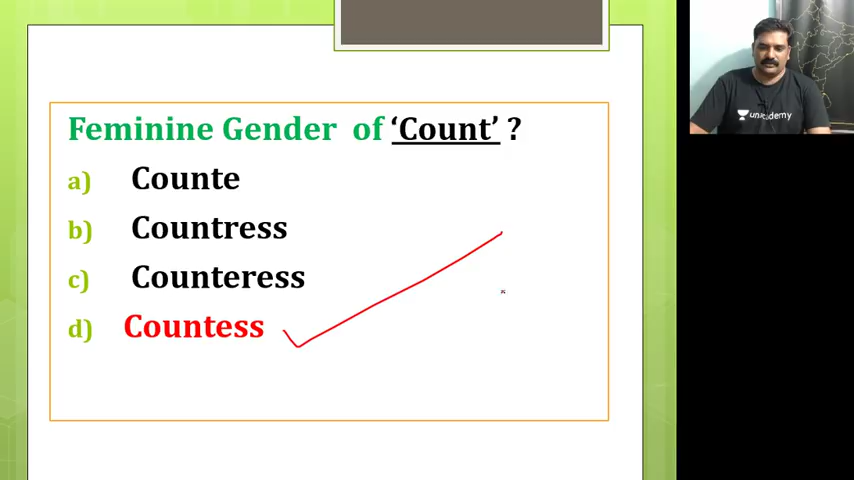 Feminine Gender of ‘Count’ ?
a) Counte
b) Countress
c) Counteress
d) Countess
unacademy